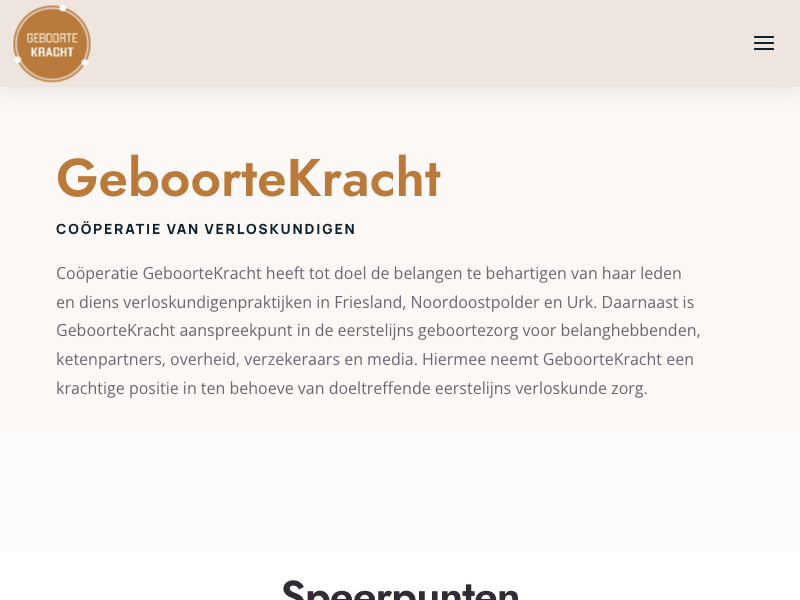 GEBOORTE
KRACHT
GeboorteKracht
COÖPERATIE VAN VERLOSKUNDIGEN
Coöperatie GeboorteKracht heeft tot doel de belangen te behartigen van haar leden
en diens verloskundigenpraktijken in Friesland, Noordoostpolder en Urk. Daarnaast is
GeboorteKracht aanspreekpunt in de eerstelijns geboortezorg voor belanghebbenden,
ketenpartners, overheid, verzekeraars en media. Hiermee neemt GeboorteKracht een
krachtige positie in ten behoeve van doeltreffende eerstelijns verloskunde zorg.
Speerpunten